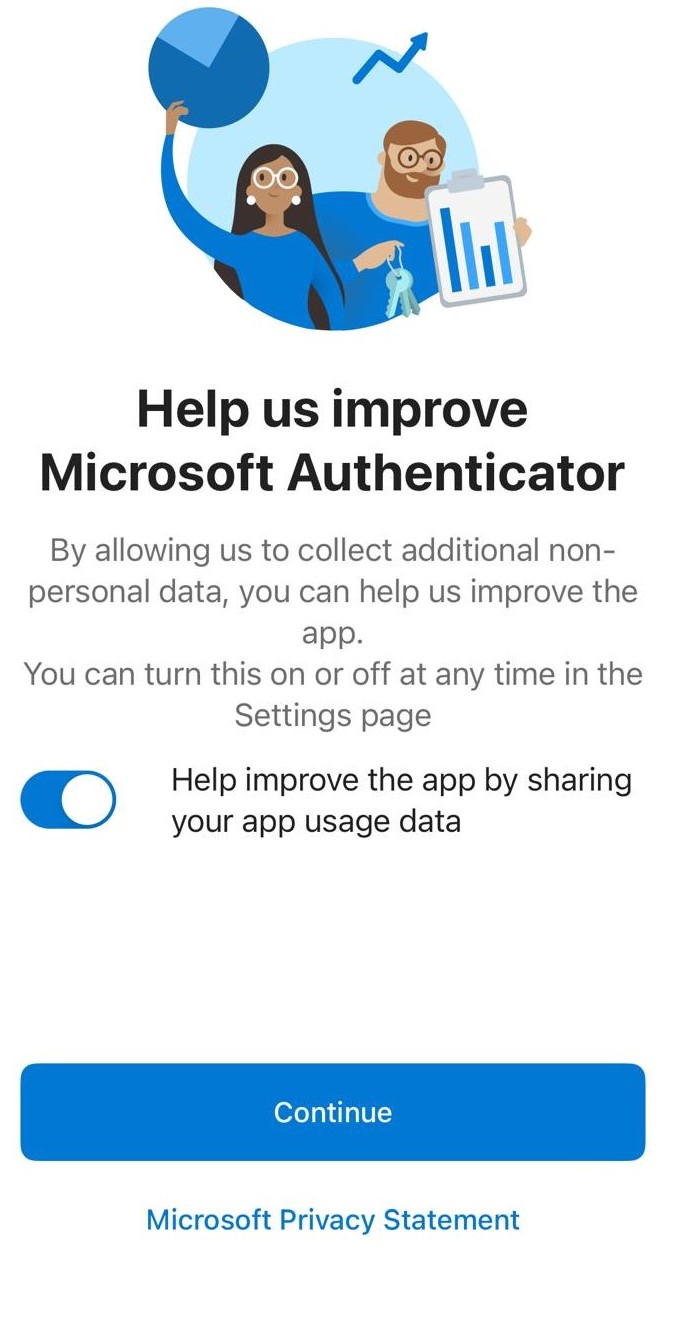 Help us improve
Microsoft Authenticator
By allowing us to collect additional non-
personal data, you can help us improve the
app.
You can turn this on or off at any time in the
Settings page
Help improve the app by sharing
your app usage data
Continue
Microsoft Privacy Statement